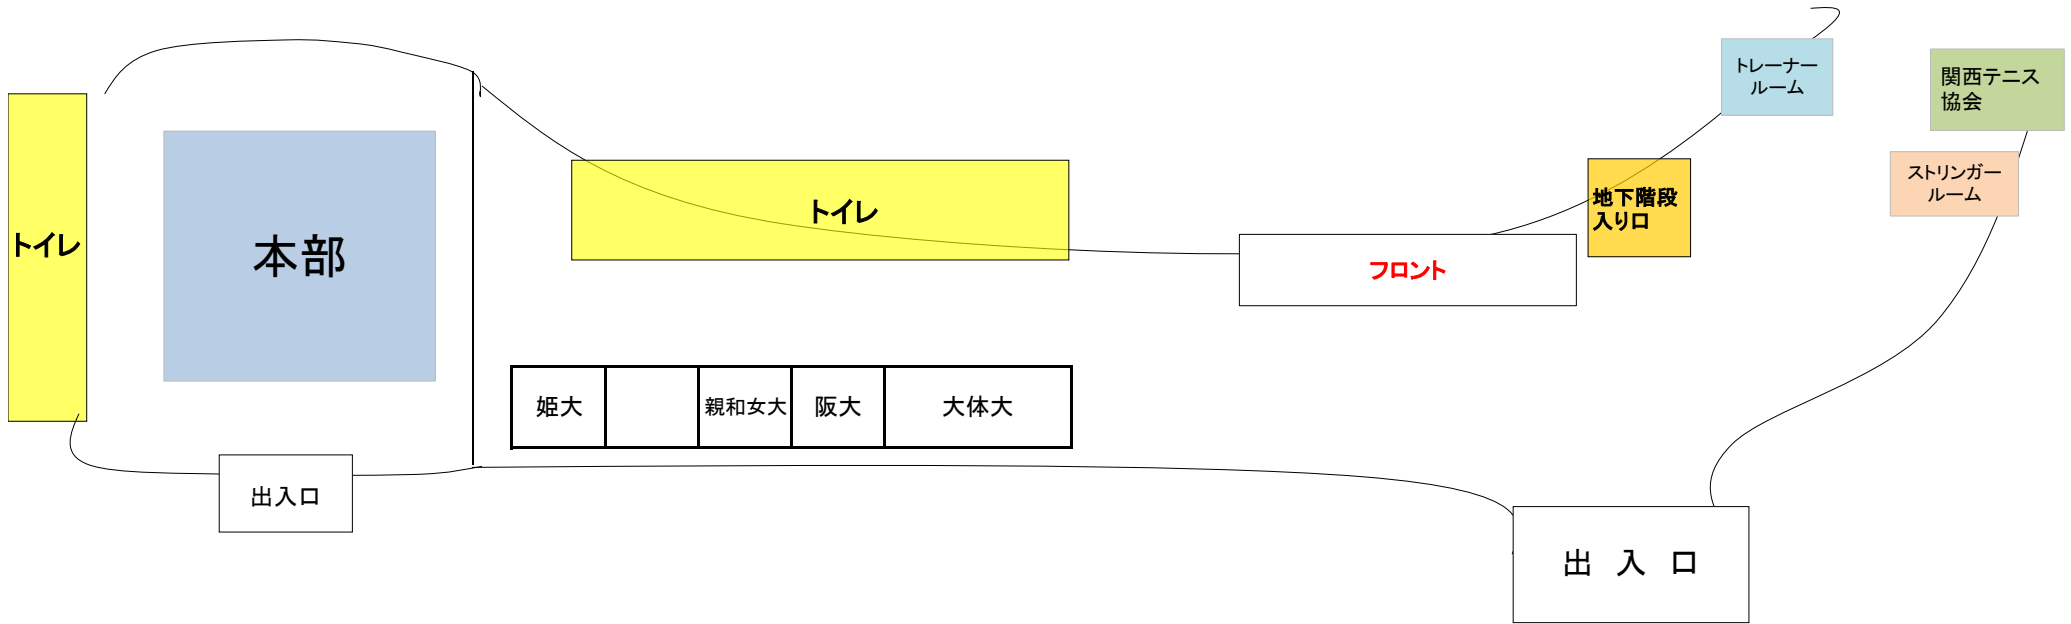 トイレ
本部
出入口
トイレ
姫大
親和女大
阪大
大体大
フロント
地下階段
入り口
トレーナー
ルーム
関西テニス
協会
ストリンガー
ルーム
出　入　口